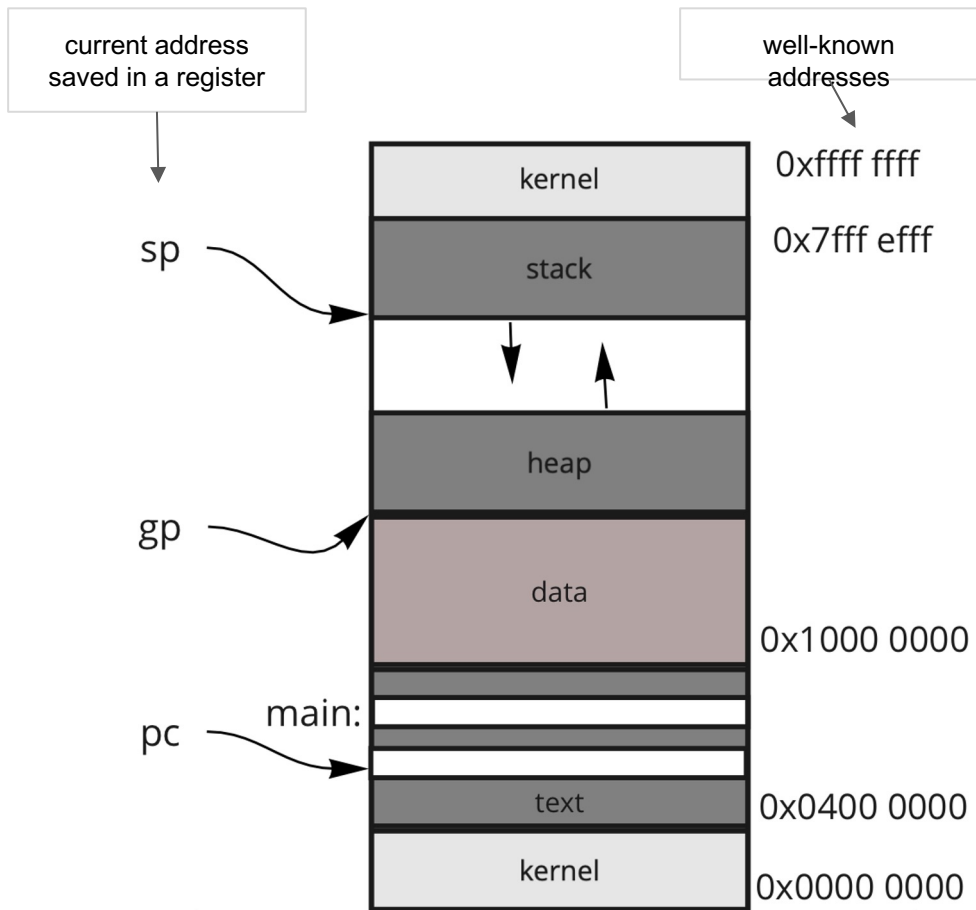 current address
saved in a register
well-known
addresses
kernel
0xffff ffff
sp
stack
0x7fff efff
heap
gp
data
0x1000 0000
main:
pc
text
0x0400 0000
kernel
0x0000 0000